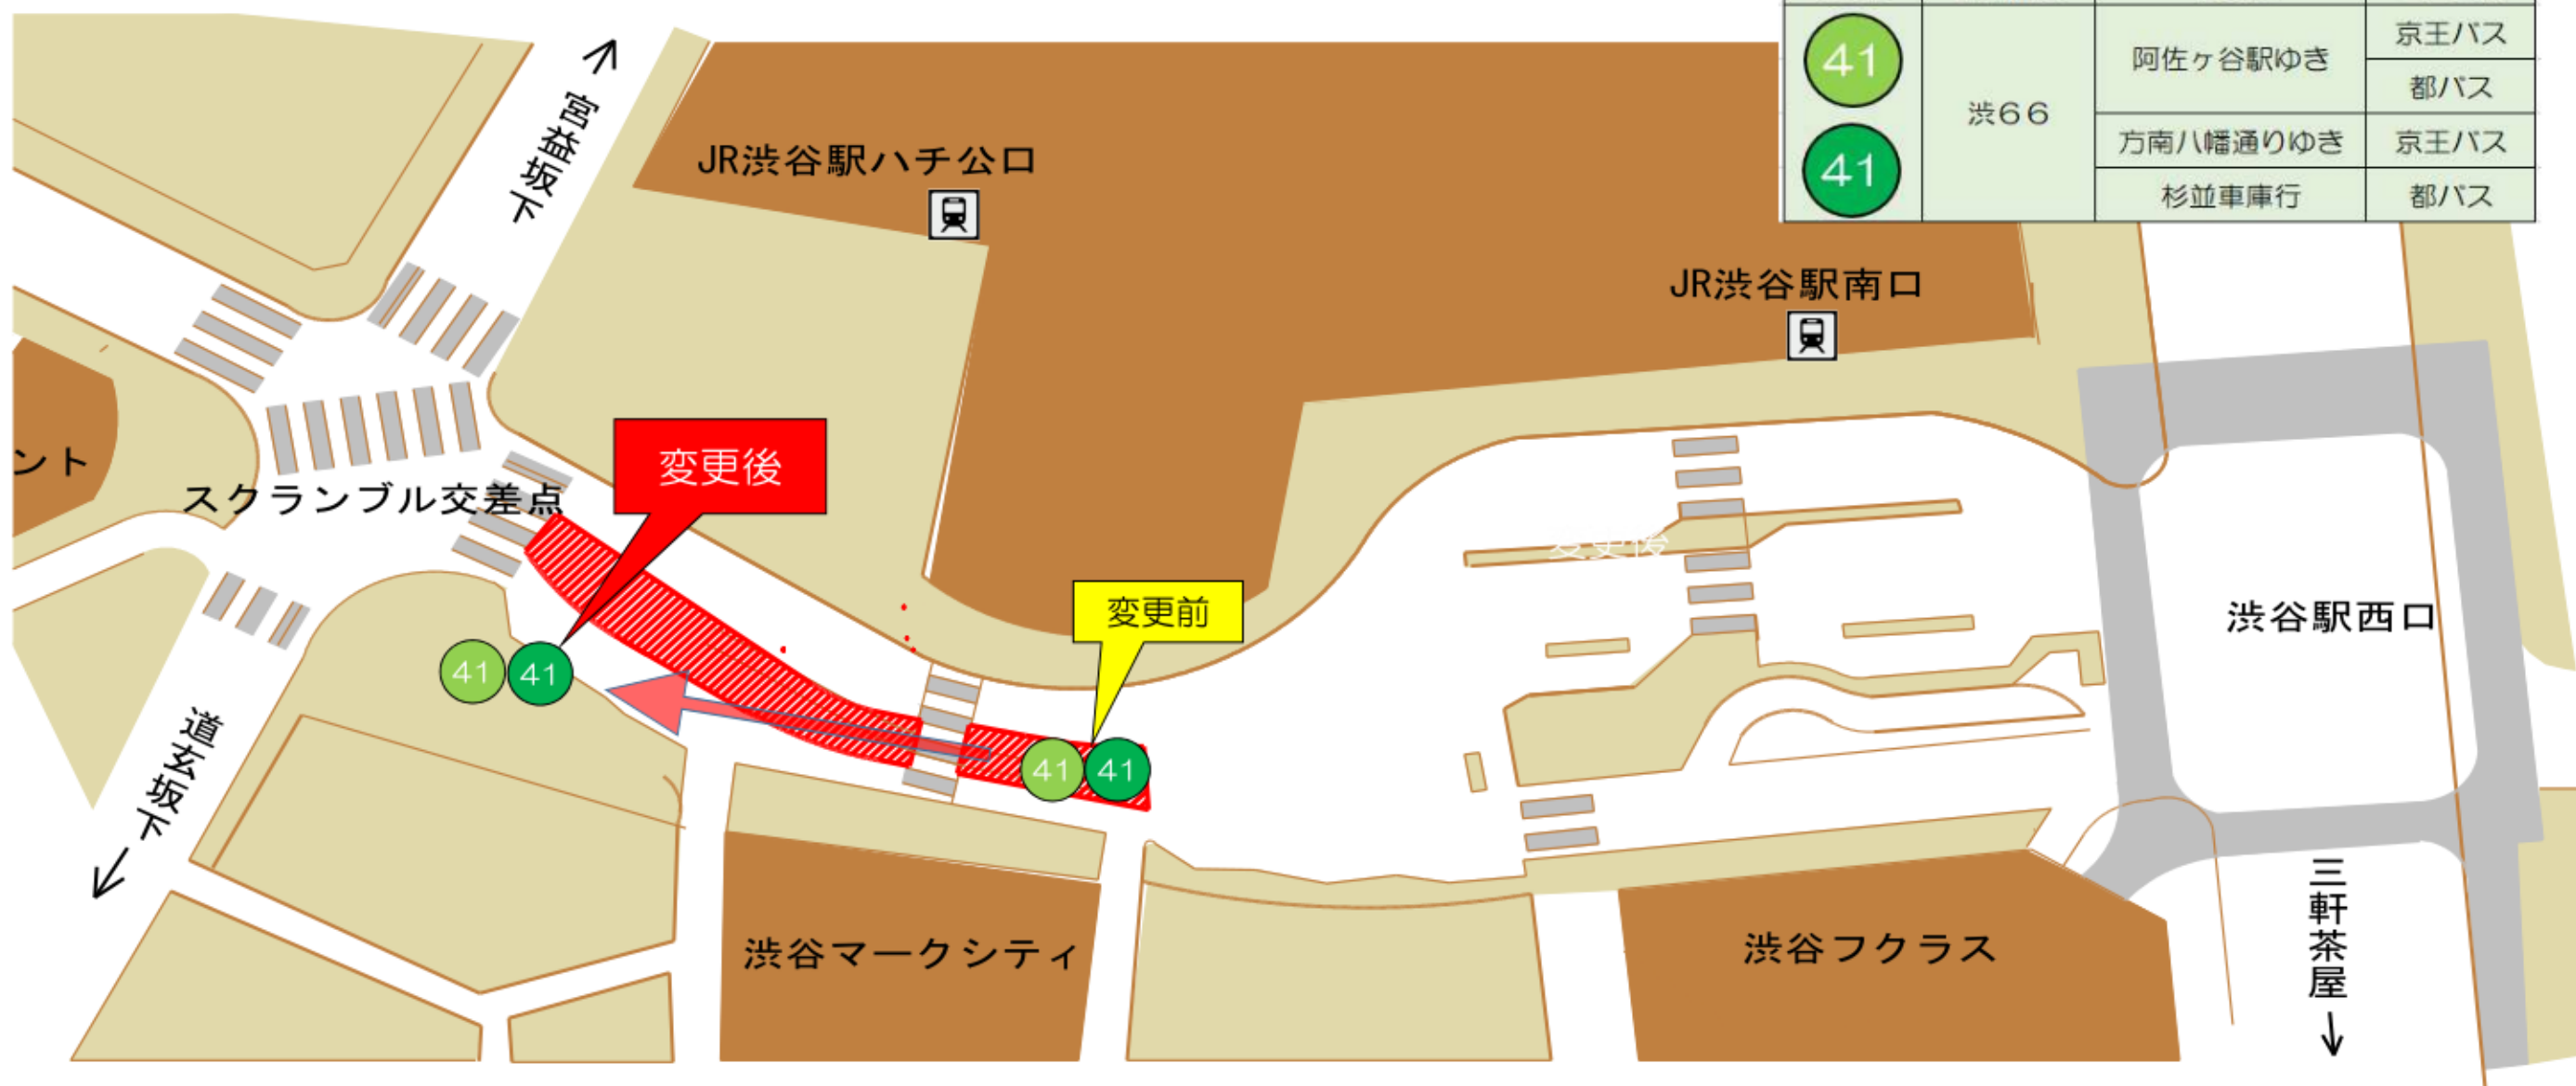 京王バス
41
阿佐ヶ谷駅ゆき
都バス
渋66
41
方南八幡通りゆき
京王バス
杉並車庫行
都バス
宮益坂下
JR渋谷駅ハチ公口
JR渋谷駅南口
変更後
ント
スクランブル交差点
変更後
変更前
渋谷駅西口
41
41
41
41
道玄坂下
渋谷マークシティ
渋谷フクラス
三軒茶屋